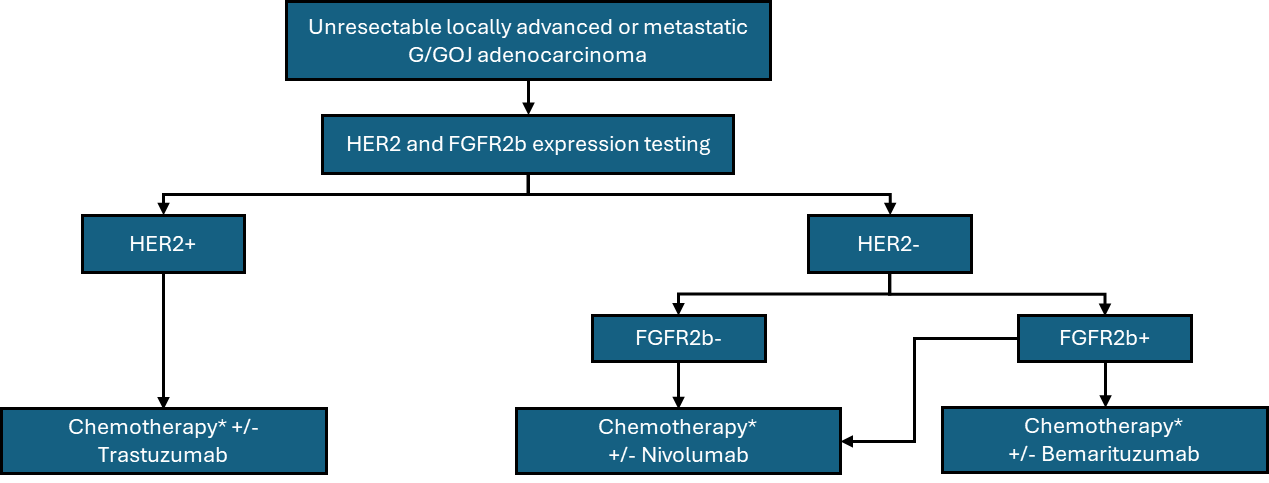 Unresectable locally advanced or metastatic
G/GOJ adenocarcinoma
HER2 and FGFR2b expression testing
HER2+
HER2-
FGFR2b-
FGFR2b+
Chemotherapy* +/-
Trastuzumab
Chemotherapy*
+/- Nivolumab
Chemotherapy*
+/- Bemarituzumab